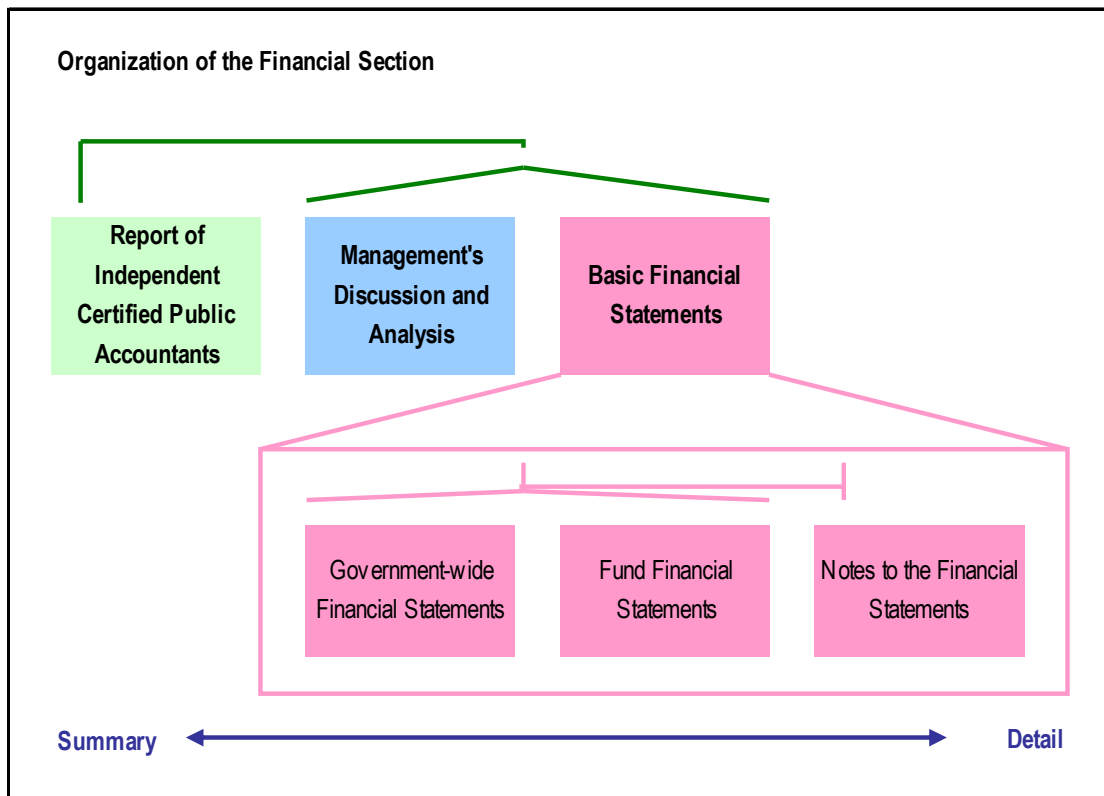 Organization of the Financial Section
Report of
Independent
Certified Public
Accountants
Management's
Discussion and
Analysis
Basic Financial
Statements
Government-wide
Financial Statements
Fund Financial
Statements
Notes to the Financial
Statements
Summary
Detail